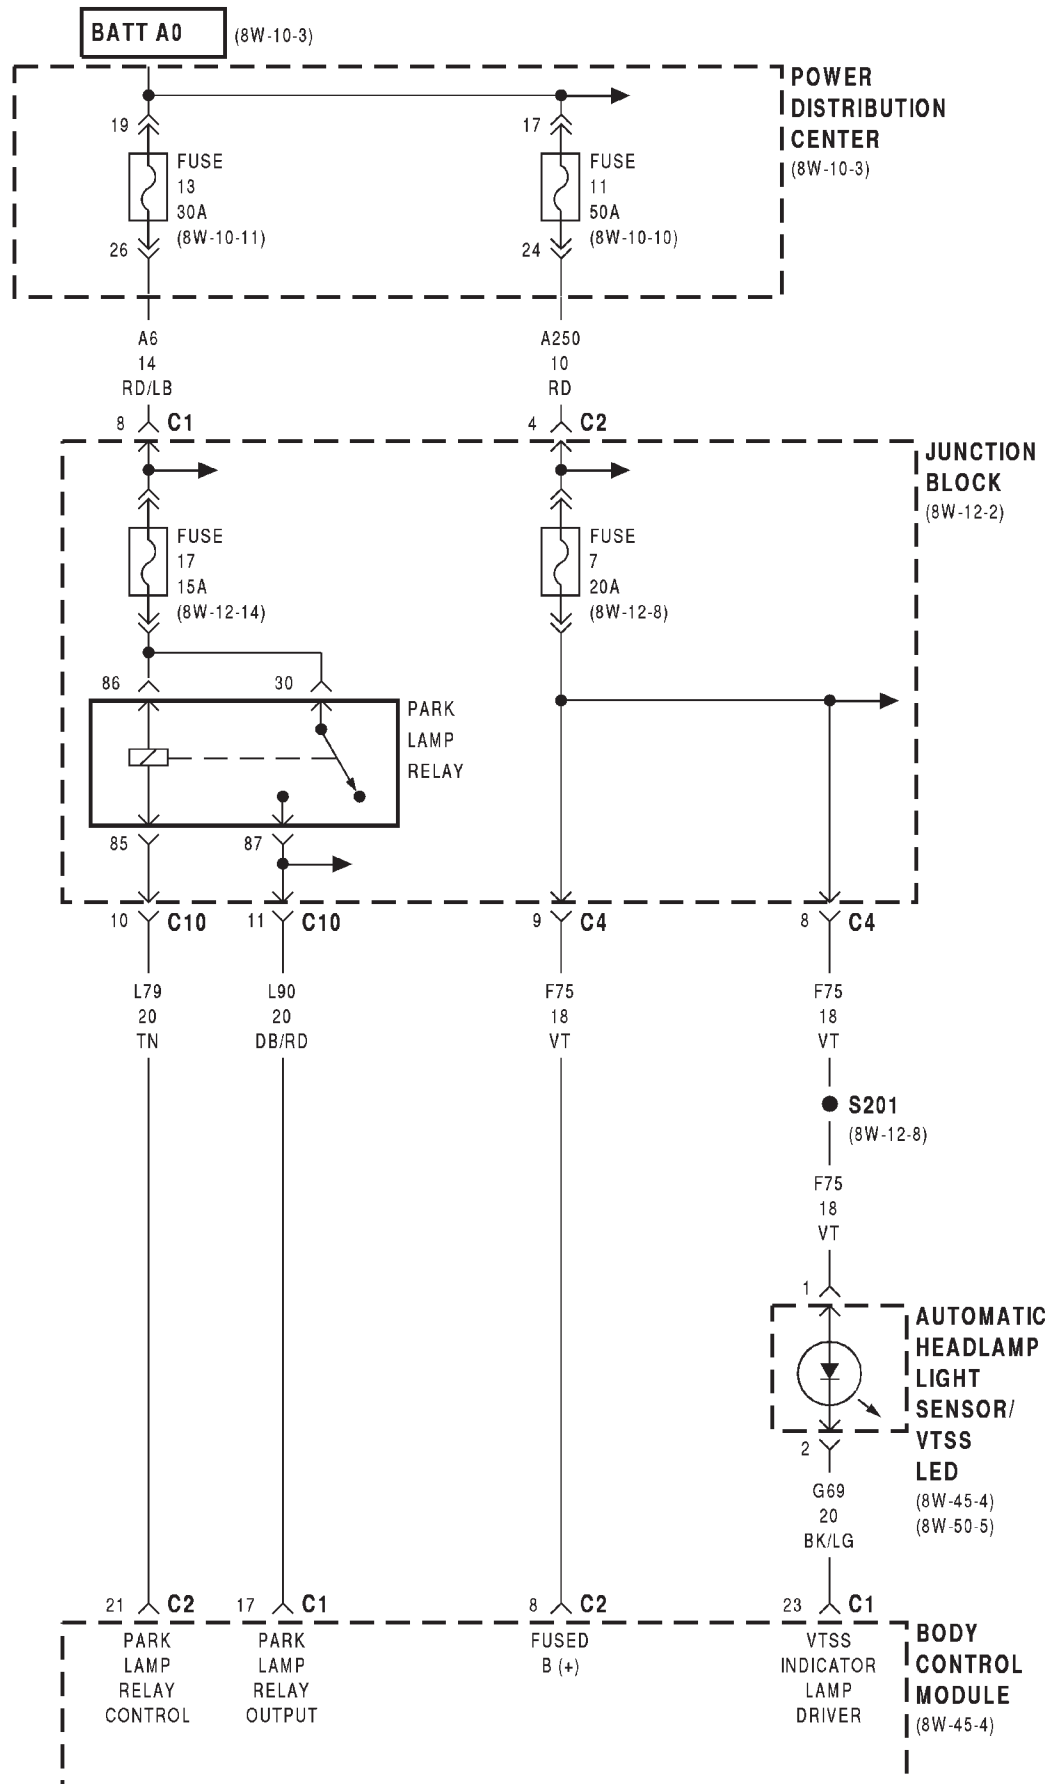 BATT A0 (8W-10-3)
POWER
DISTRIBUTION
CENTER
(8W-10-3)
19
FUSE
13
30A
(8W-10-11)
26
17
FUSE
11
50A
(8W-10-10)
24
A6
14
RD/LB
A250
10
RD
8 C1
4 C2
JUNCTION
BLOCK
(8W-12-2)
FUSE
17
15A
(8W-12-14)
FUSE
7
20A
(8W-12-8)
86
30
PARK
LAMP
RELAY
85
87
10 C10
11 C10
9 C4
8 C4
L79
20
TN
L90
20
DB/RD
F75
18
VT
F75
18
VT
S201
(8W-12-8)
F75
18
VT
1
AUTOMATIC
HEADLAMP
LIGHT
SENSOR/
VTSS
LED
(8W-45-4)
(8W-50-5)
2
G69
20
BK/LG
21 C2
17 C1
8 C2
23 C1
PARK
LAMP
RELAY
CONTROL
PARK
LAMP
RELAY
OUTPUT
FUSED
B (+)
VTSS
INDICATOR
LAMP
DRIVER
BODY
CONTROL
MODULE
(8W-45-4)